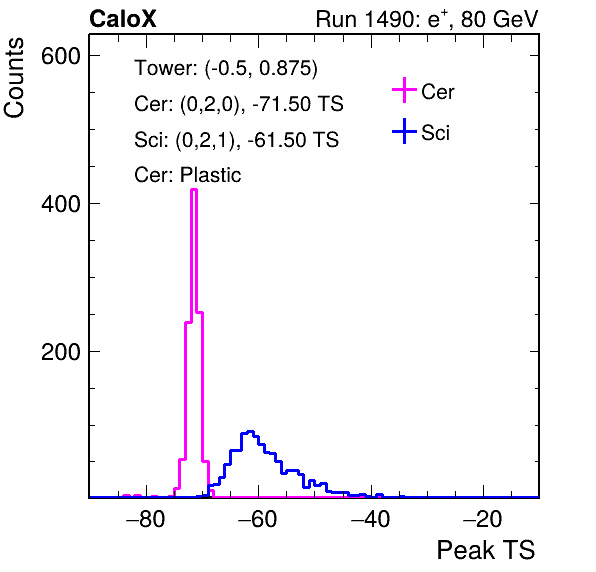 CaloX Run 1490: e⁺, 80 GeV
Counts
600
400
200
Tower: (-0.5, 0.875)
Cer: (0,2,0), -71.50 TS
Sci: (0,2,1), -61.50 TS
Cer: Plastic
Cer
Sci
−80 −60 −40 −20
Peak TS